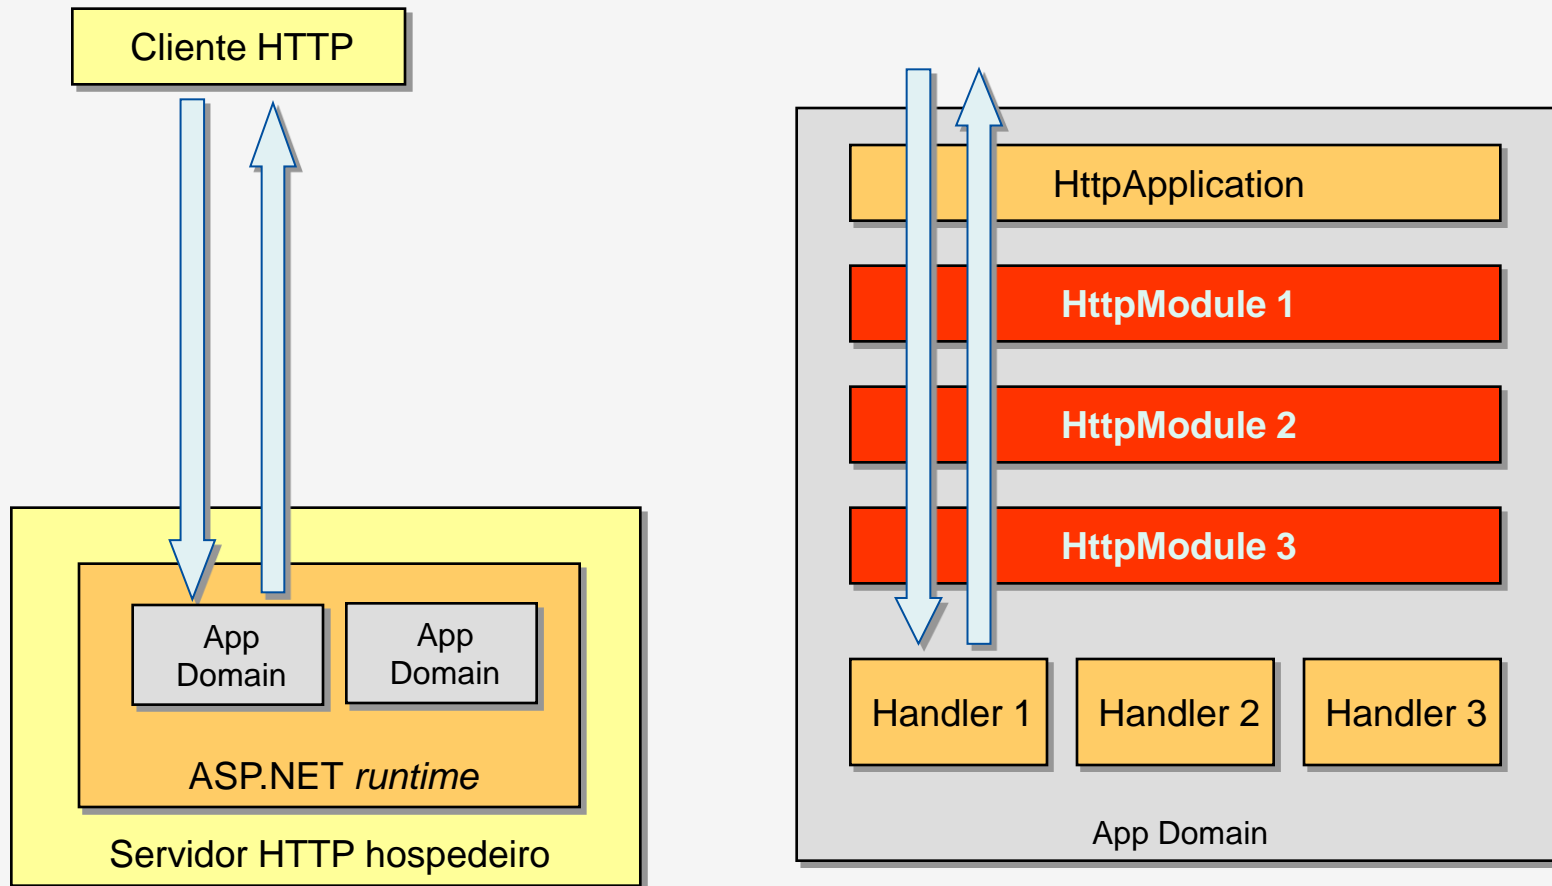 Cliente HTTP
App
Domain
App
Domain
ASP.NET runtime
Servidor HTTP hospedeiro
HttpApplication
HttpModule 1
HttpModule 2
HttpModule 3
Handler 1
Handler 2
Handler 3
App Domain